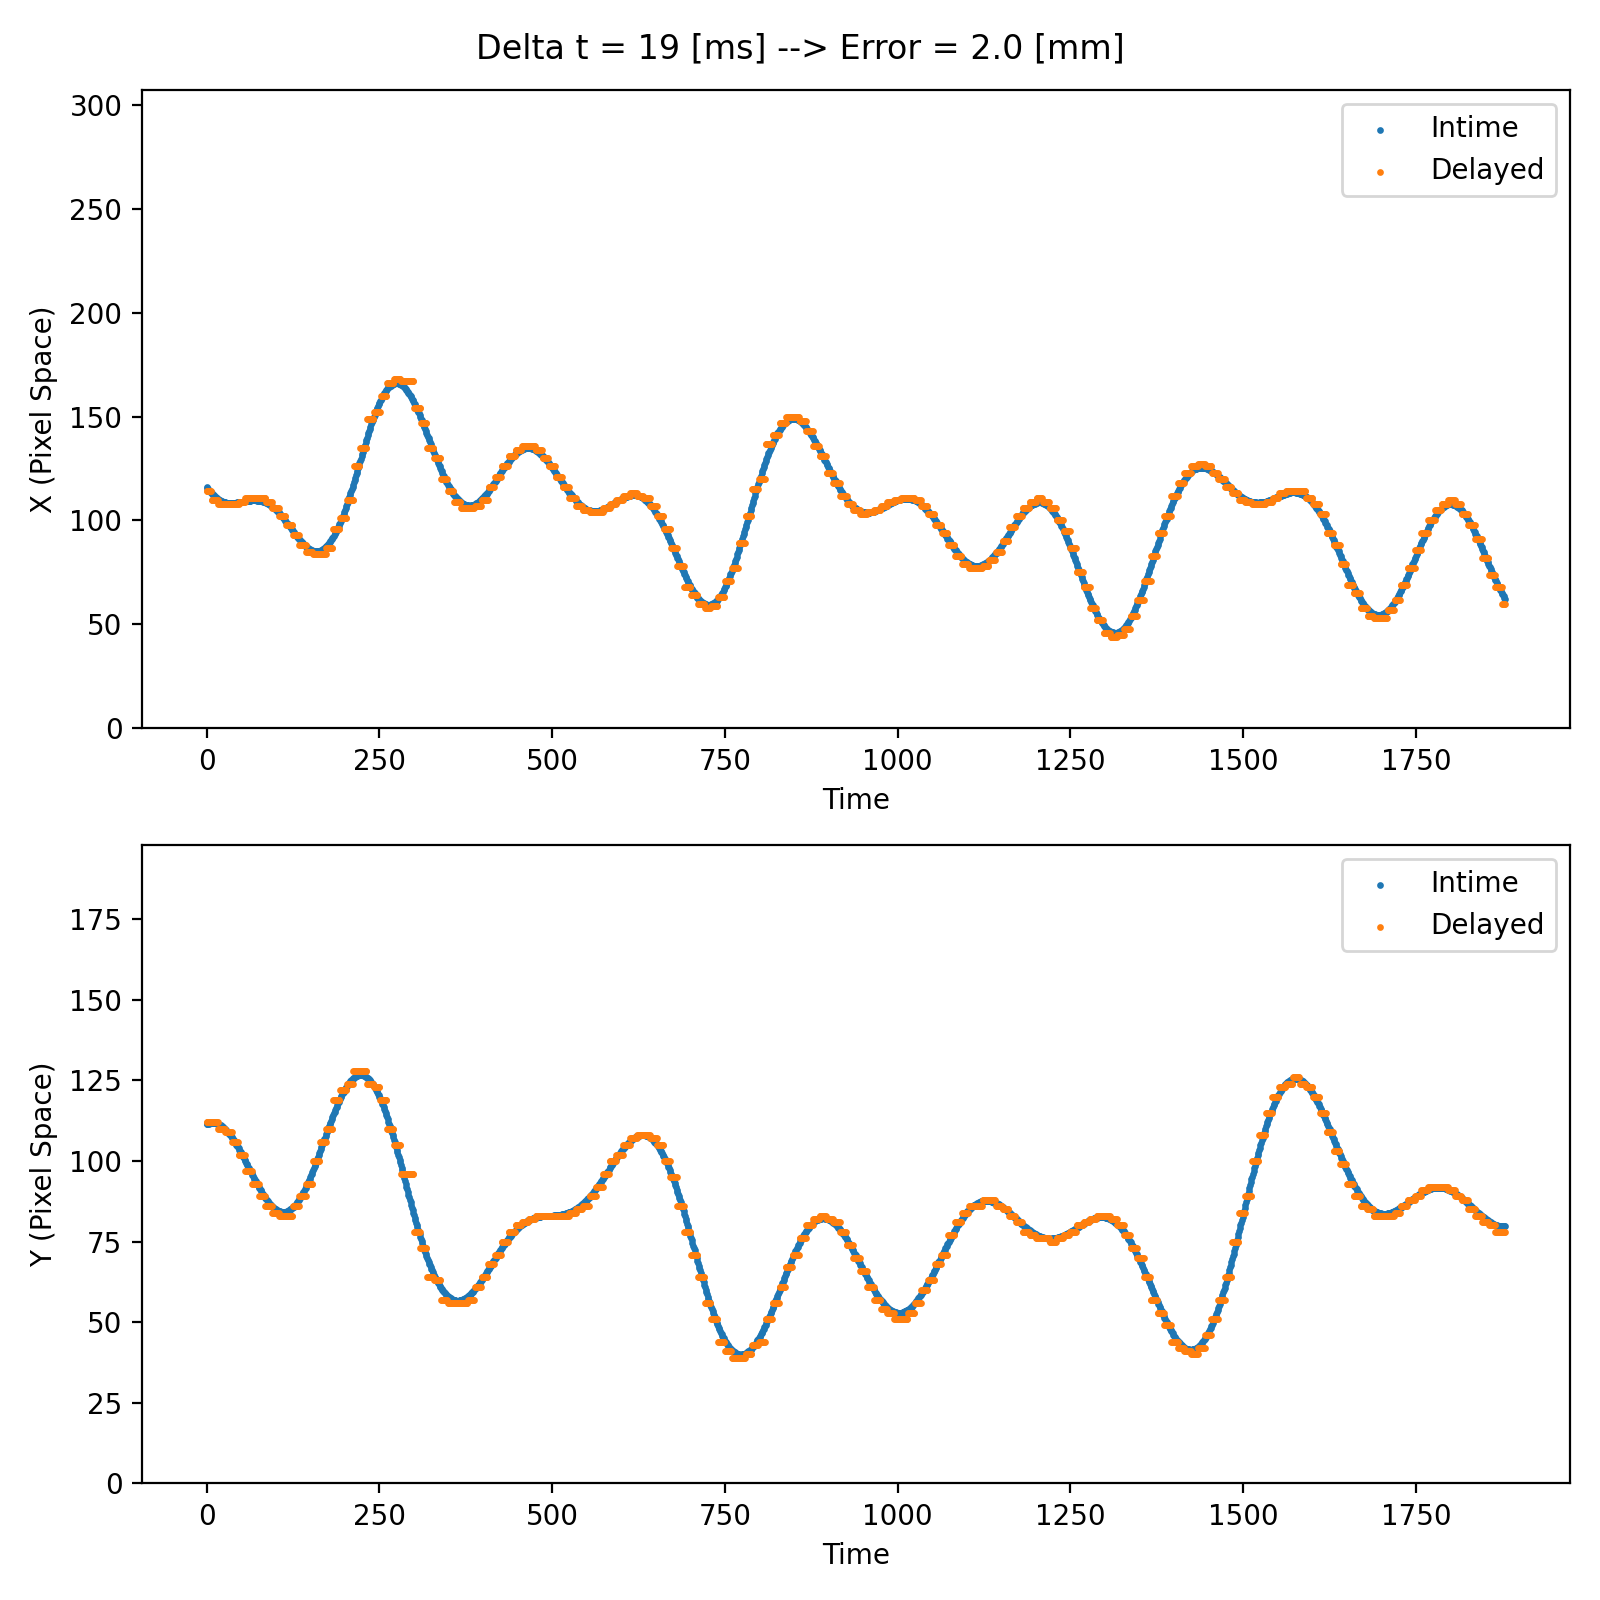 Delta t = 19 [ms] --> Error = 2.0 [mm]
300
250
200
150
100
50
0
X (Pixel Space)
Intime
Delayed
0 250 500 750 1000 1250 1500 1750
Time
175
150
125
100
75
50
25
0
Y (Pixel Space)
Intime
Delayed
0 250 500 750 1000 1250 1500 1750
Time